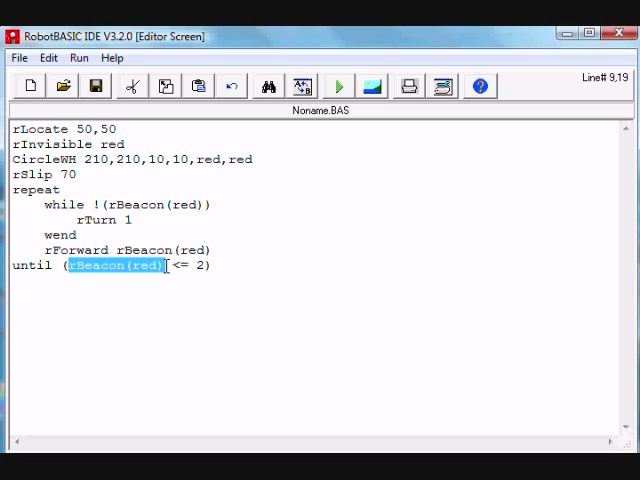 RobotBASIC IDE V3.2.0 [Editor Screen]
File Edit Run Help
Line# 9,19
Noname.BAS
rLocate 50,50
rInvisible red
CircleWH 210,210,10,10,red,red
rSlip 70
repeat
while !(rBeacon(red))
rTurn 1
wend
rForward rBeacon(red)
until (rBeacon(red) <= 2)